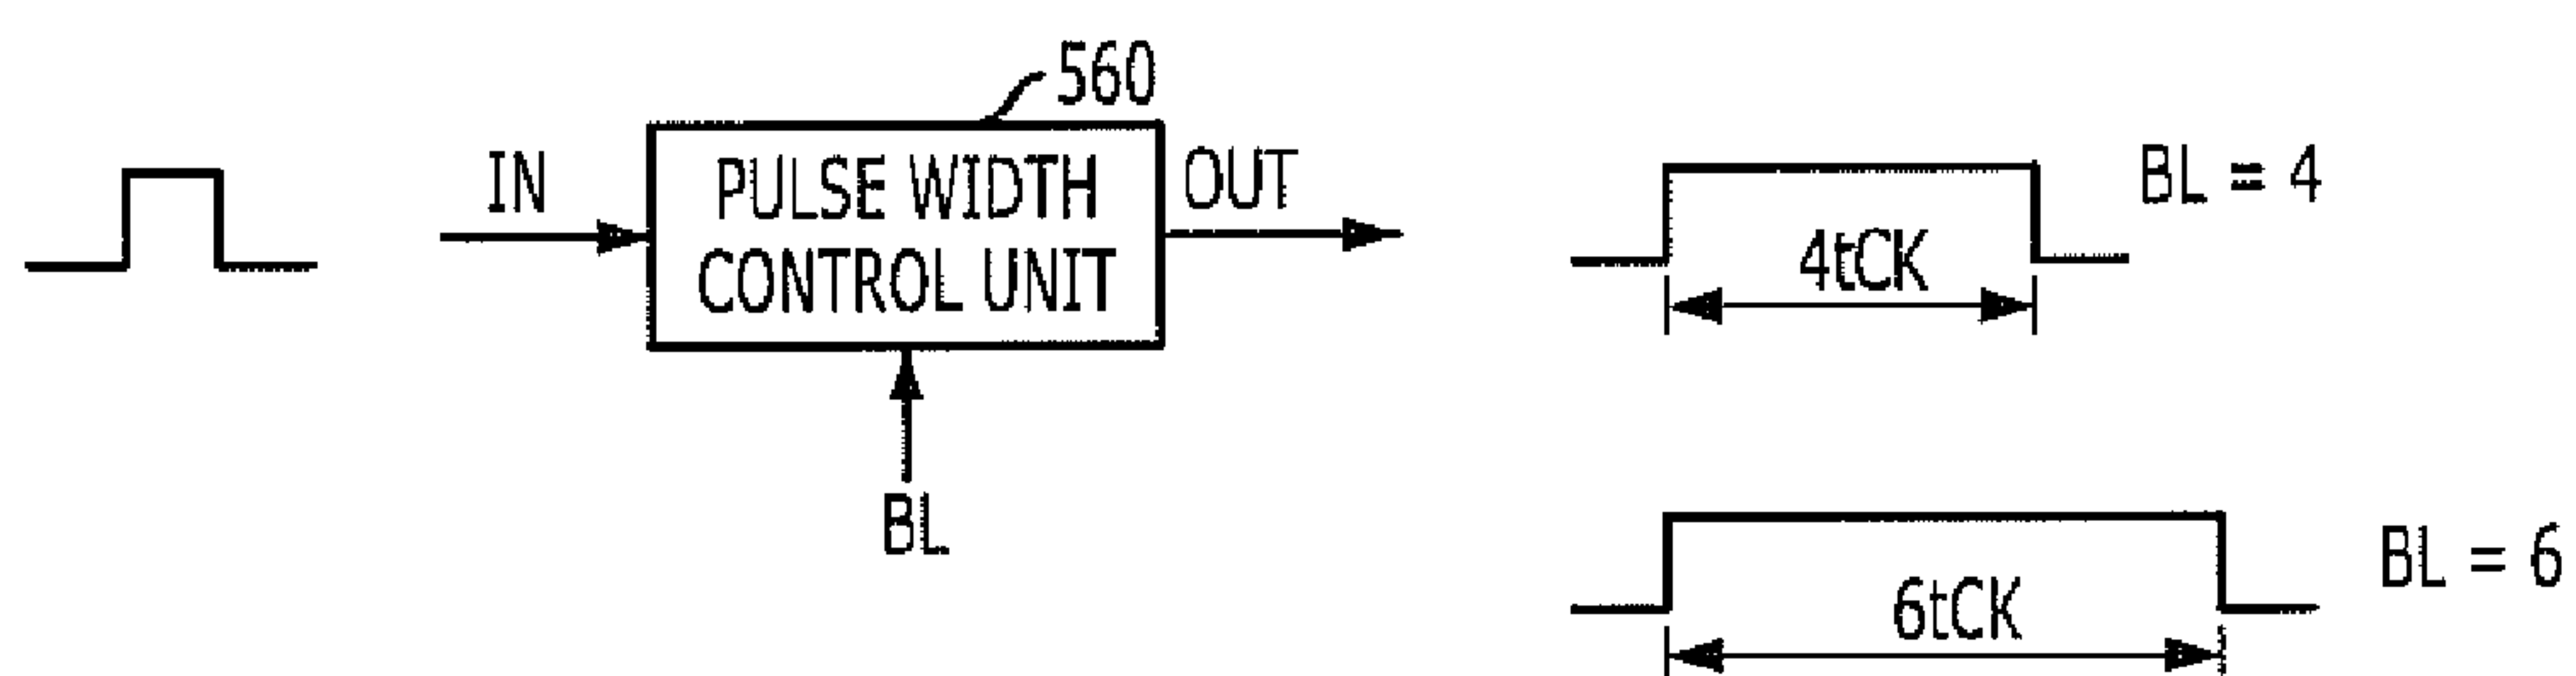 560
IN
PULSE WIDTH
CONTROL UNIT
OUT
BL
BL = 4
4tCK
BL = 6
6tCK